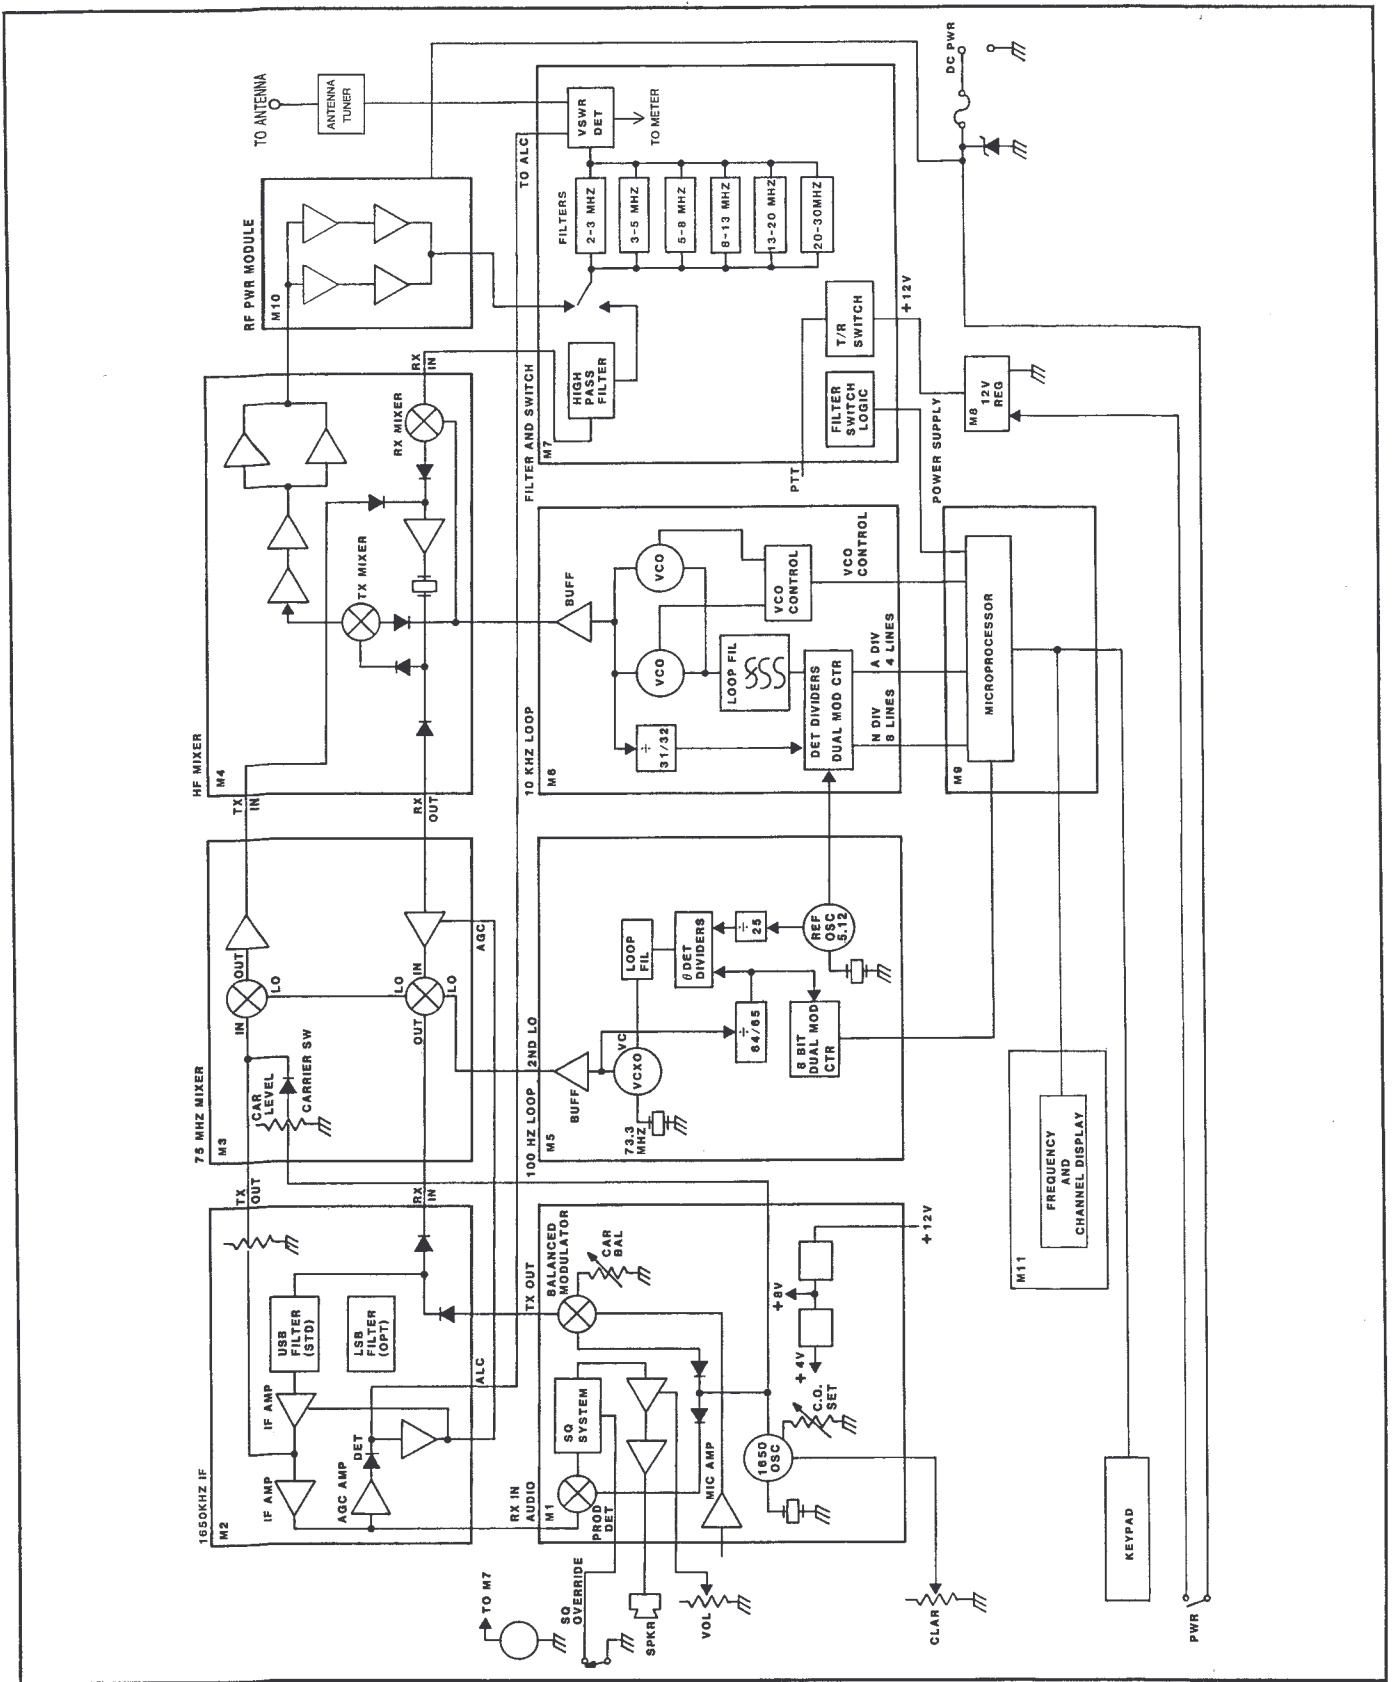 1650KHZ IF
M2
IF AMP
IF AMP
AGC AMP
DET
USB
FILTER
(STD)
LSB
FILTER
(OPT)
ALC
TX
OUT
RX
IN
75 MHZ MIXER
M3
CAR
LEVEL
CARRIER SW
IN
OUT
LO
LO
IN
LO
OUT
AGC
HF MIXER
M4
TX
IN
RX
OUT
TX MIXER
RX MIXER
RX
IN
RF PWR MODULE
M10
TO ANTENNA
ANTENNA
TUNER
TO ALC
RX IN
AUDIO
M1
PROD
DET
SQ
SYSTEM
MIC AMP
TX OUT
BALANCED
MODULATOR
CAR
BAL
1650
OSC
C.O.
SET
+4V
+8V
+12V
100 HZ LOOP
2ND LO
M5
BUFF
73.3
MHZ
VCXO
VC
LOOP
FIL
θ DET
DIVIDERS
÷
64/65
÷
25
8 BIT
DUAL MOD
CTR
REF
OSC
5.12
10 KHZ LOOP
M6
BUFF
VCO
VCO
÷
31/32
LOOP FIL
VCO
CONTROL
DET DIVIDERS
DUAL MOD CTR
N DIV
8 LINES
A DIV
4 LINES
VCO
CONTROL
FILTER AND SWITCH
M7
HIGH
PASS
FILTER
FILTERS
2-3 MHZ
3-5 MHZ
5-8 MHZ
8-13 MHZ
13-20 MHZ
20-30MHZ
VSWR
DET
TO METER
PTT
FILTER
SWITCH
LOGIC
T/R
SWITCH
+12V
POWER SUPPLY
M8
12V
REG
DC PWR
M9
MICROPROCESSOR
M11
FREQUENCY
AND
CHANNEL DISPLAY
KEYPAD
TO M7
SQ
OVERRIDE
SPKR
VOL
CLAR
PWR